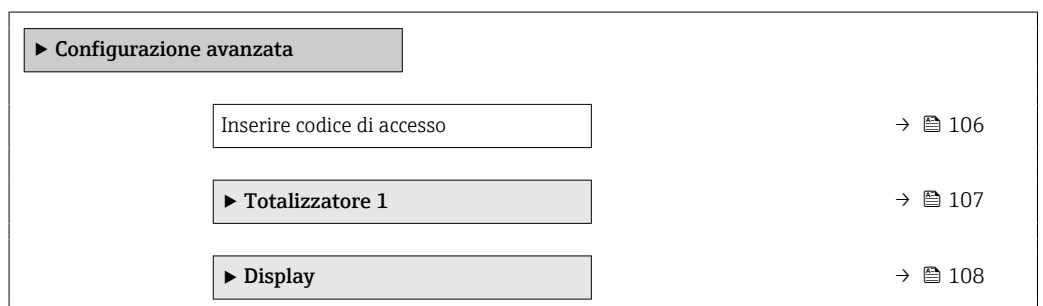 ▶ Configurazione avanzata
Inserire codice di accesso → 106
▶ Totalizzatore 1 → 107
▶ Display → 108